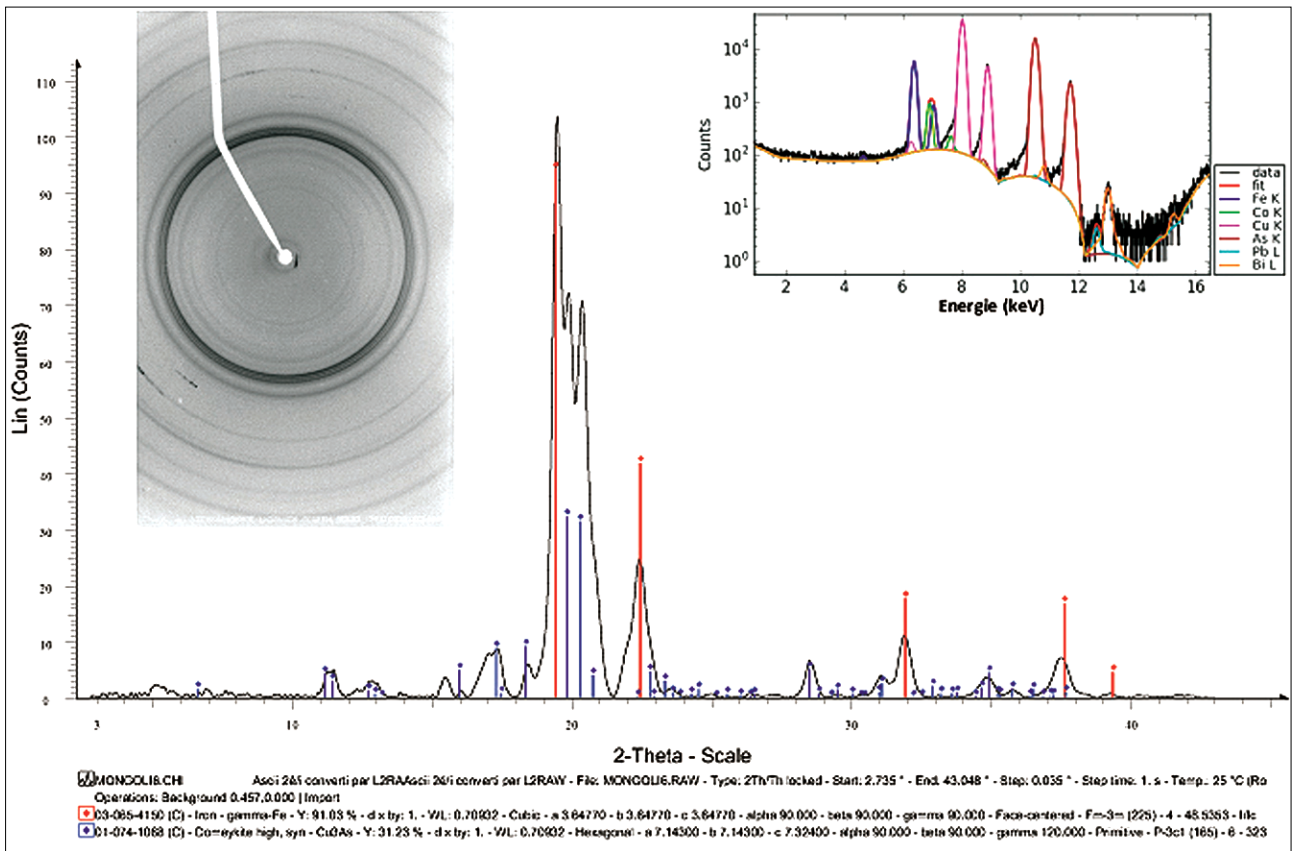 10⁴
10³
10²
10¹
10⁰
Counts
2 4 6 8 10 12 14 16
Energie (keV)
data
fit
Fe K
Co K
Cu K
As K
Pb L
Bi L
110
100
90
80
70
60
50
40
30
20
10
0
Lin (Counts)
3 10 20 30 40
2-Theta - Scale
MONGOLI6.CHI Ascii converti par converti par L2RAW - File: MONGOLI6.RAW - Type: 2Th/Th locked - Start: 2.735 ° - End: 43.048 ° - Step: 0.035 ° - Step time: 1. s - Temp.: 25 °C (Ro
Operations: Background 0.457,0.000 | Import
03-065-4150 (C) - Iron - gamma-Fe - Y: 91.03 % - d x by: 1. - WL: 0.70932 - Cubic - a 3.64770 - b 3.64770 - c 3.64770 - alpha 90.000 - beta 90.000 - gamma 90.000 - Face-centered - Fm-3m (225) - 4 - 48.5353 -
01-074-1068 (C) - Domeykite high, syn - Cu3As - Y: 31.23 % - d x by: 1. - WL: 0.70932 - Hexagonal - a 7.14300 - b 7.14300 - c 7.32400 - alpha 90.000 - beta 90.000 - gamma 120.000 - Primitive - P-3c1 (165) - 6 - 323